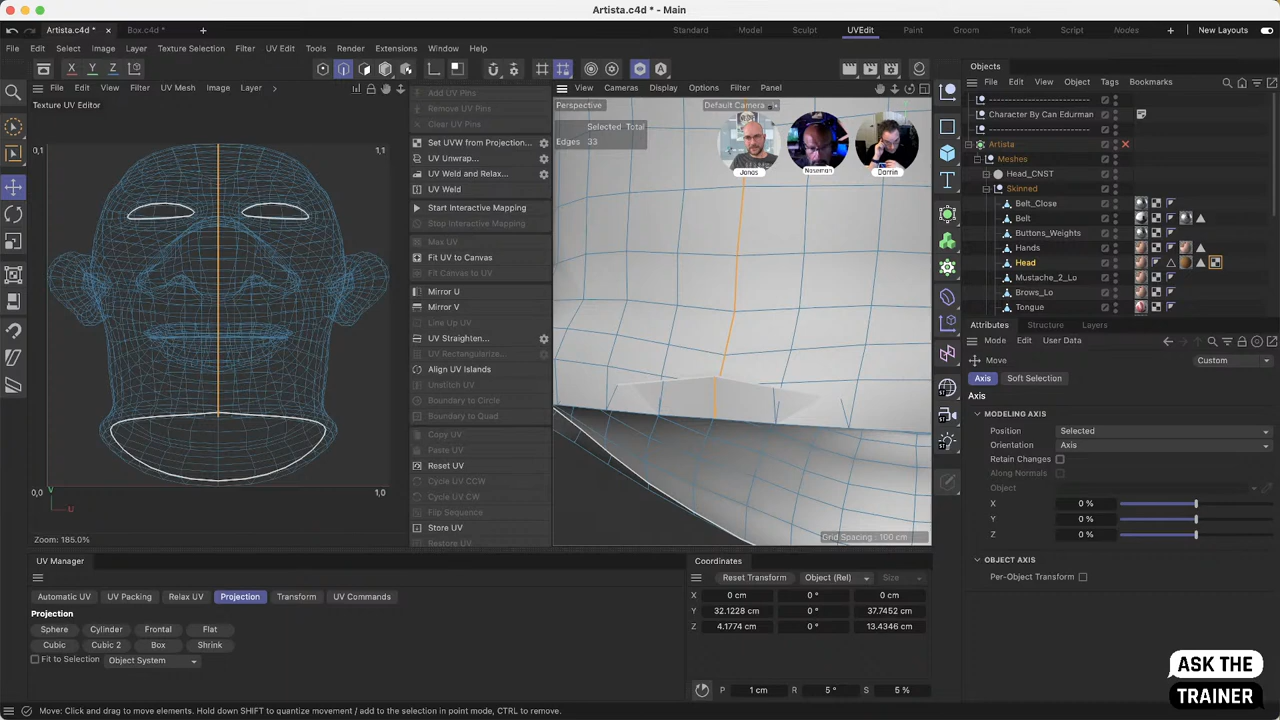 Artista.c4d * - Main
Artista.c4d * × Box.c4d * + Standard Model Sculpt UVEdit Paint Groom Track Script Nodes + New Layouts
File Edit Select Image Layer Texture Selection Filter UV Edit Tools Render Extensions Window Help
X Y Z
Objects
File Edit View Object Tags Bookmarks
File Edit View Filter UV Mesh Image Layer
Texture UV Editor
0,1 1,1
0,0 1,0
V
U
Zoom: 185.0%
Add UV Pins
Remove UV Pins
Clear UV Pins
Set UVW from Projection...
UV Unwrap...
UV Weld and Relax...
UV Weld
Start Interactive Mapping
Stop Interactive Mapping
Max UV
Fit UV to Canvas
Fit Canvas to UV
Mirror U
Mirror V
Line Up UV
UV Straighten...
UV Rectangularize...
Align UV Islands
Unstitch UV
Boundary to Circle
Boundary to Quad
Copy UV
Paste UV
Reset UV
Cycle UV CCW
Cycle UV CW
Flip Sequence
Store UV
Restore UV
View Cameras Display Options Filter Panel
Perspective Default Camera
Selected Total
Edges 33
Jonas Noseman Darrin
Grid Spacing : 100 cm
----------------------------
Character By Can Edurman
----------------------------
Artista
Meshes
Head_CNST
Skinned
Belt_Close
Belt
Buttons_Weights
Hands
Head
Mustache_2_Lo
Brows_Lo
Tongue
Attributes Structure Layers
Mode Edit User Data
Move Custom
Axis Soft Selection
Axis
MODELING AXIS
Position Selected
Orientation Axis
Retain Changes
Along Normals
Object
X 0 %
Y 0 %
Z 0 %
OBJECT AXIS
Per-Object Transform
UV Manager
Automatic UV UV Packing Relax UV Projection Transform UV Commands
Projection
Sphere Cylinder Frontal Flat
Cubic Cubic 2 Box Shrink
Fit to Selection Object System
Coordinates
Reset Transform Object (Rel) Size
X 0 cm 0 ° 0 cm
Y 32.1228 cm 0 ° 37.7452 cm
Z 4.1774 cm 0 ° 13.4346 cm
P 1 cm R 5 ° S 5 %
Move: Click and drag to move elements. Hold down SHIFT to quantize movement / add to the selection in point mode, CTRL to remove.
ASK THE
TRAINER